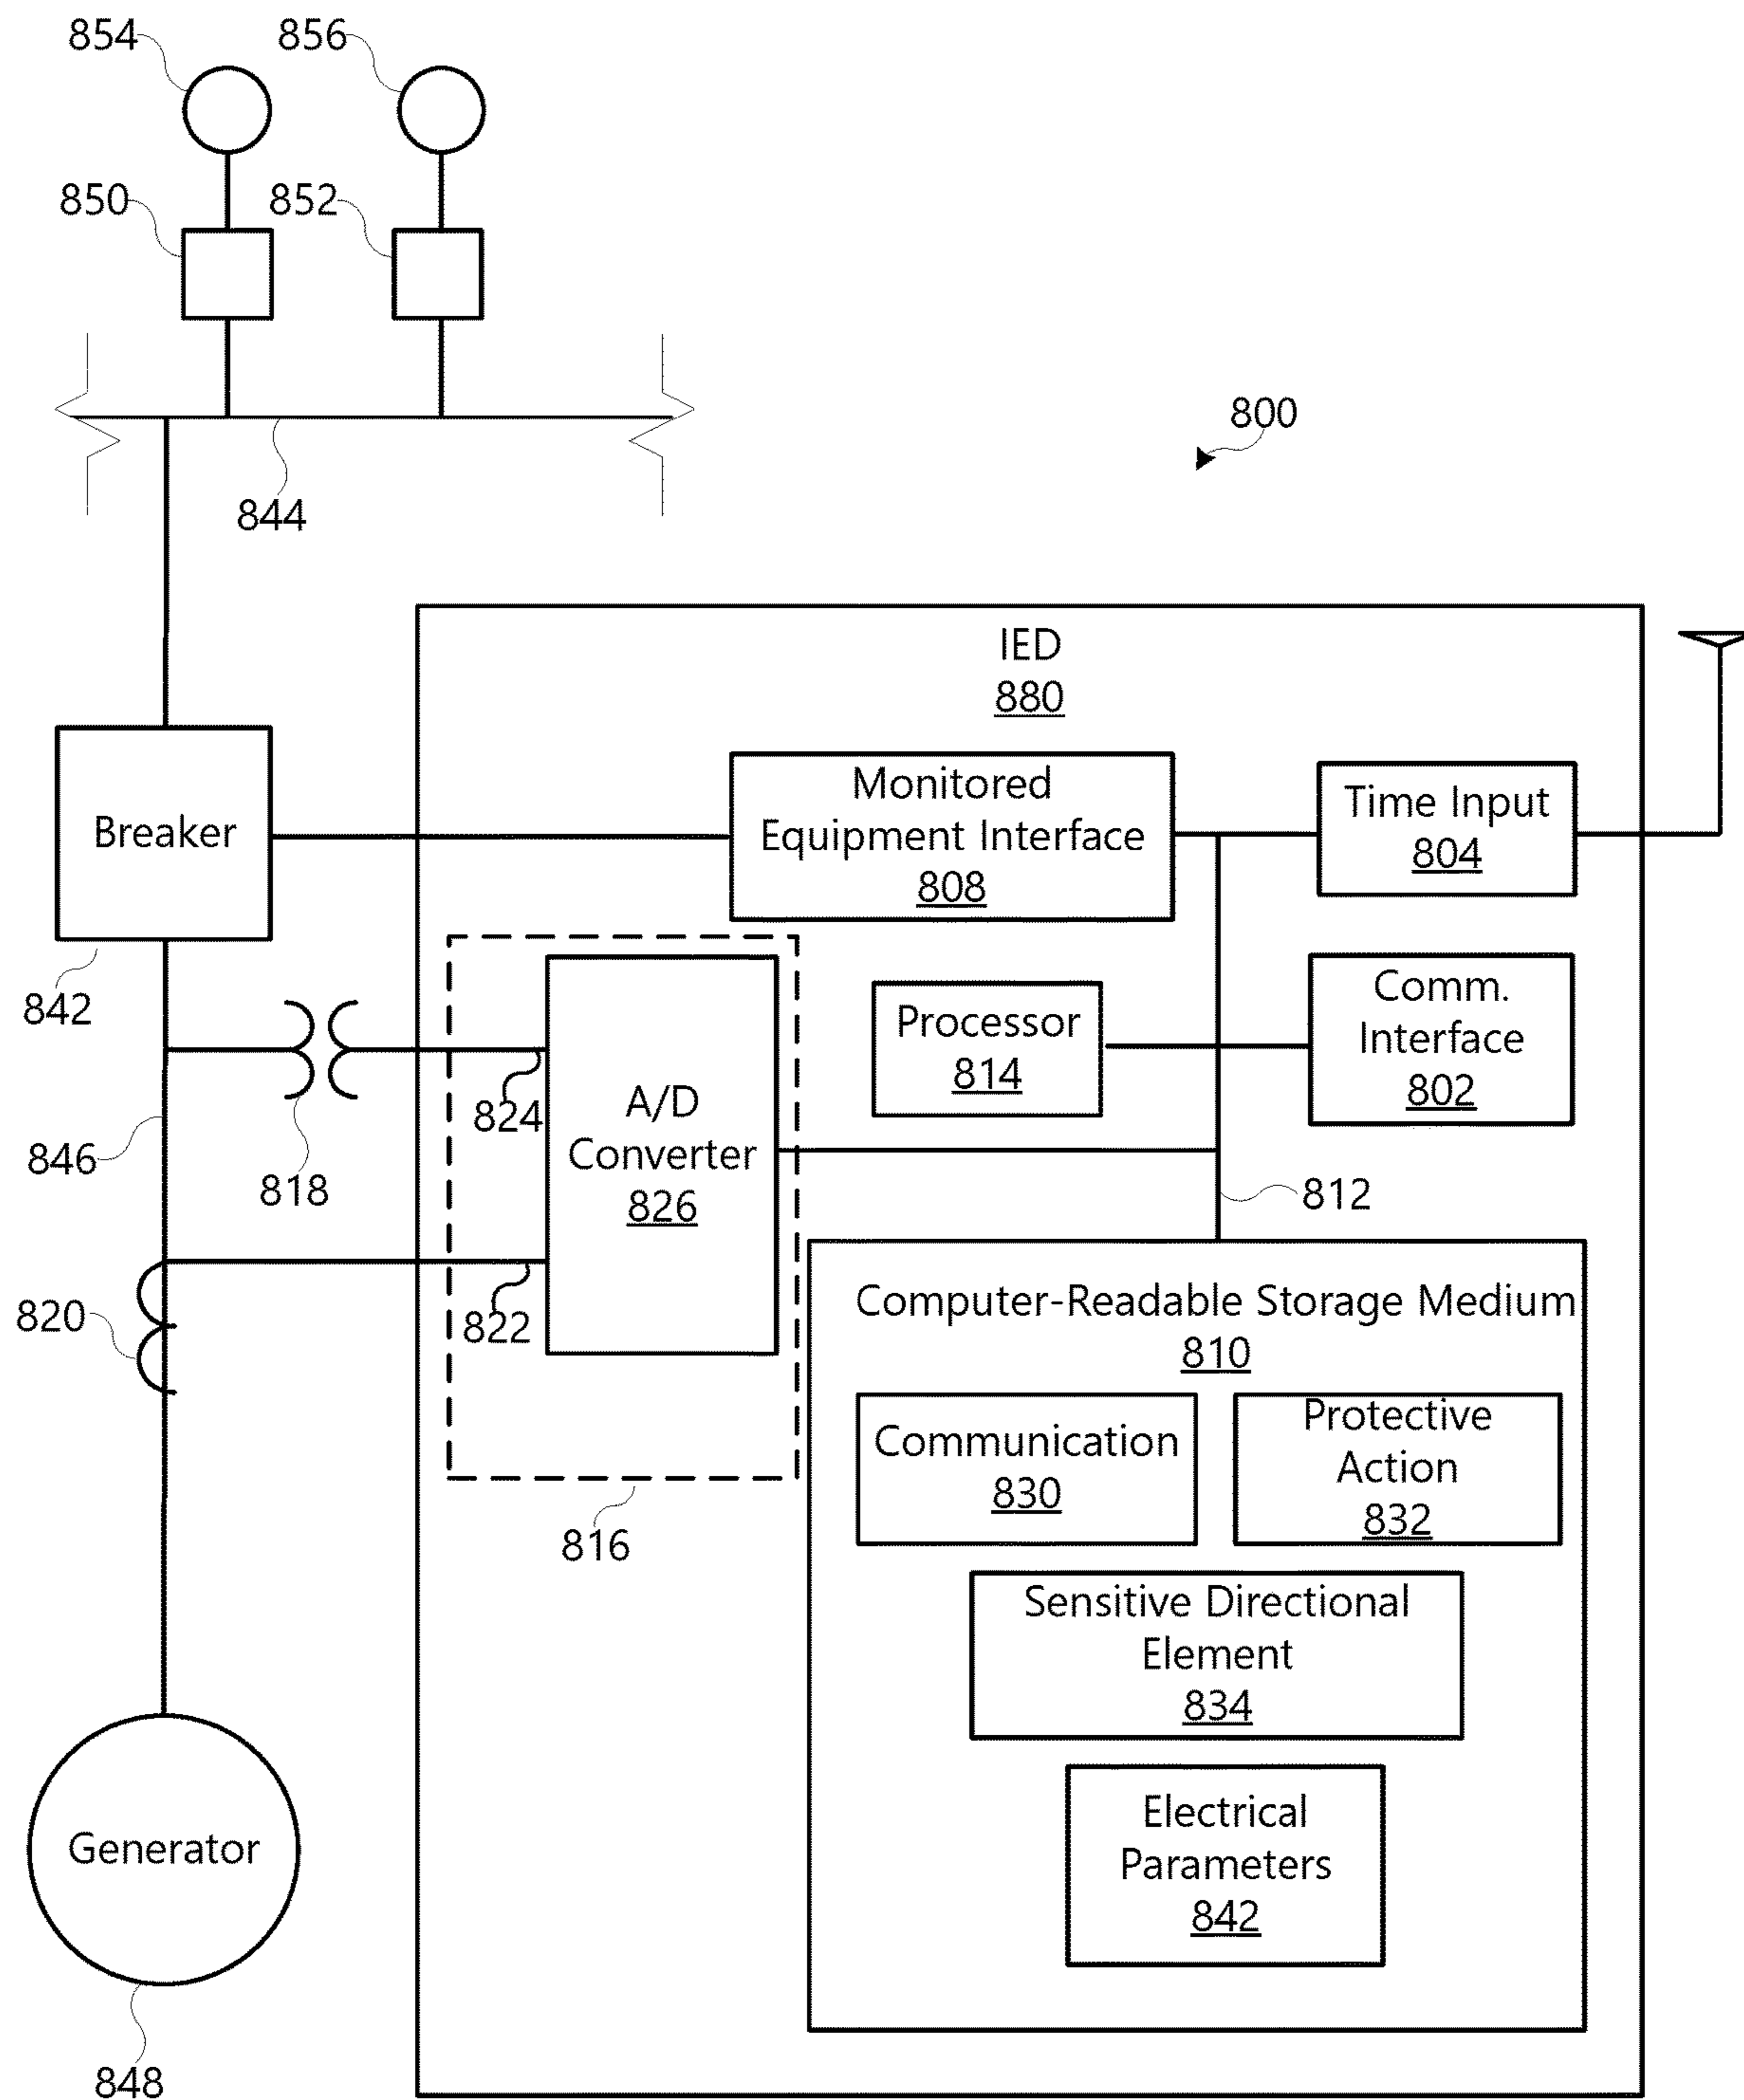 854
856
850
852
844
800
IED
880
Monitored
Equipment Interface
808
Time Input
804
Breaker
842
Processor
814
Comm.
Interface
802
A/D
Converter
826
824
846
818
812
822
820
816
Computer-Readable Storage Medium
810
Communication
830
Protective
Action
832
Sensitive Directional
Element
834
Electrical
Parameters
842
Generator
848